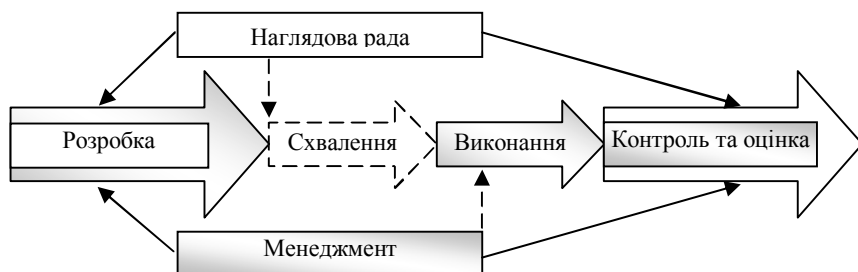 Наглядова рада
Розробка
Схвалення
Виконання
Контроль та оцінка
Менеджмент